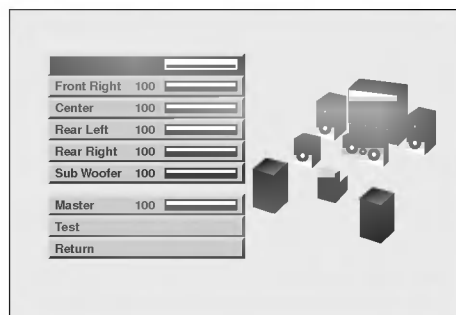 Front Right 100
Center 100
Rear Left 100
Rear Right 100
Sub Woofer 100
Master 100
Test
Return